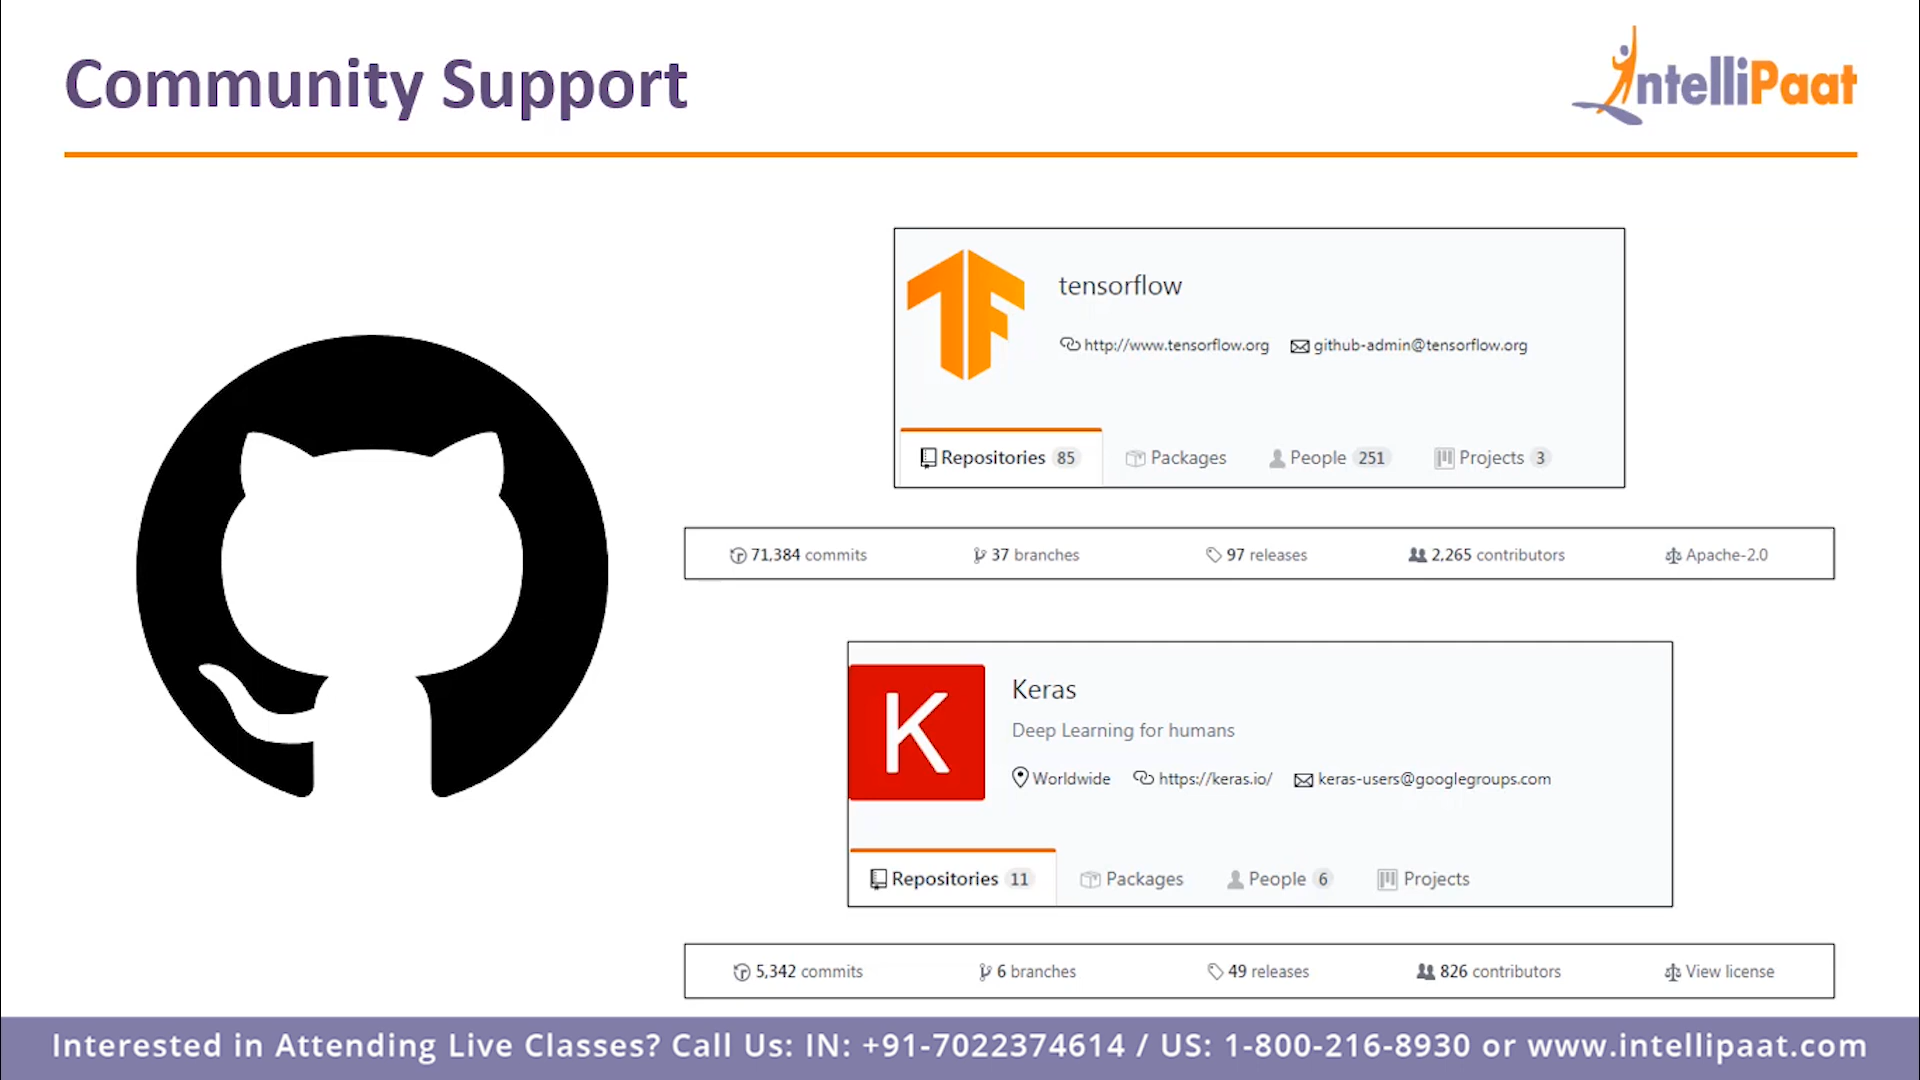 Community Support
IntelliPaat
tensorflow
http://www.tensorflow.org github-admin@tensorflow.org
Repositories 85 Packages People 251 Projects 3
71,384 commits 37 branches 97 releases 2,265 contributors Apache-2.0
K
Keras
Deep Learning for humans
Worldwide https://keras.io/ keras-users@googlegroups.com
Repositories 11 Packages People 6 Projects
5,342 commits 6 branches 49 releases 826 contributors View license
Interested in Attending Live Classes? Call Us: IN: +91-7022374614 / US: 1-800-216-8930 or www.intellipaat.com